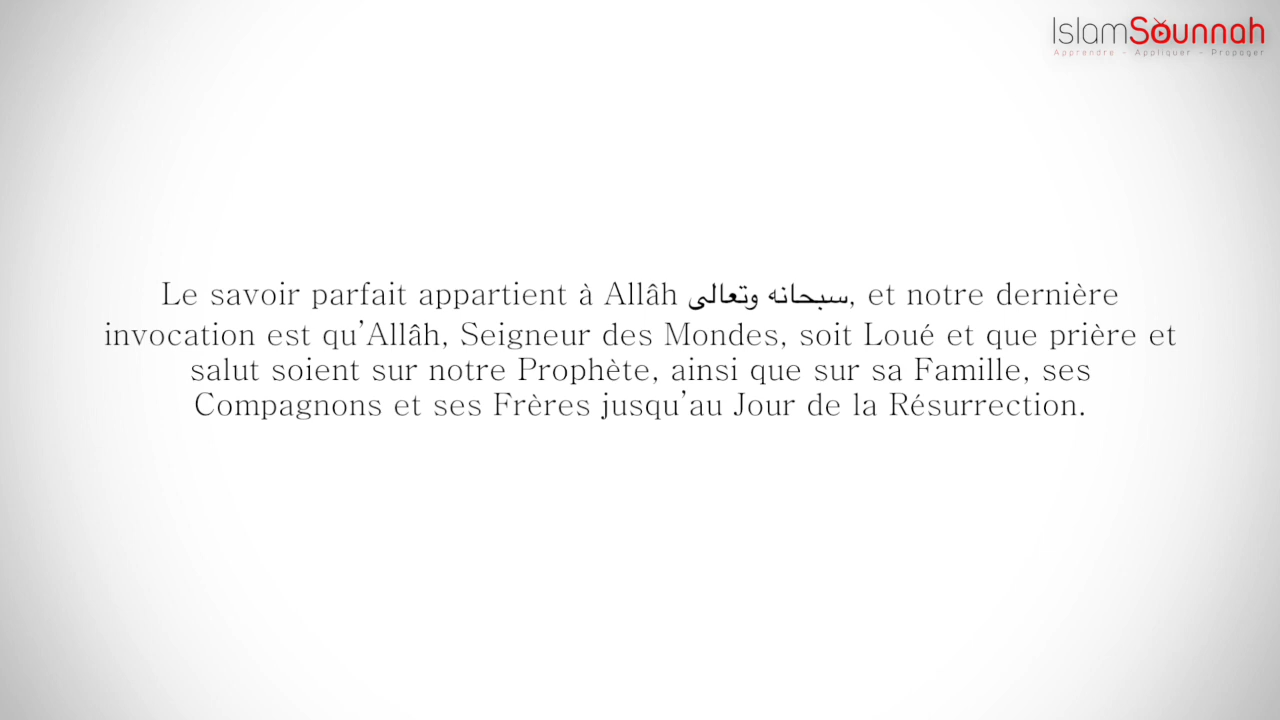 IslamSounnah
Apprendre - Appliquer - Propager
Le savoir parfait appartient à Allâh سبحانه وتعالى, et notre dernière
invocation est qu’Allâh, Seigneur des Mondes, soit Loué et que prière et
salut soient sur notre Prophète, ainsi que sur sa Famille, ses
Compagnons et ses Frères jusqu’au Jour de la Résurrection.